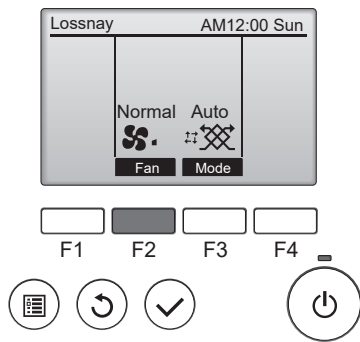 Lossnay AM12:00 Sun
Normal Auto
Fan Mode
F1 F2 F3 F4